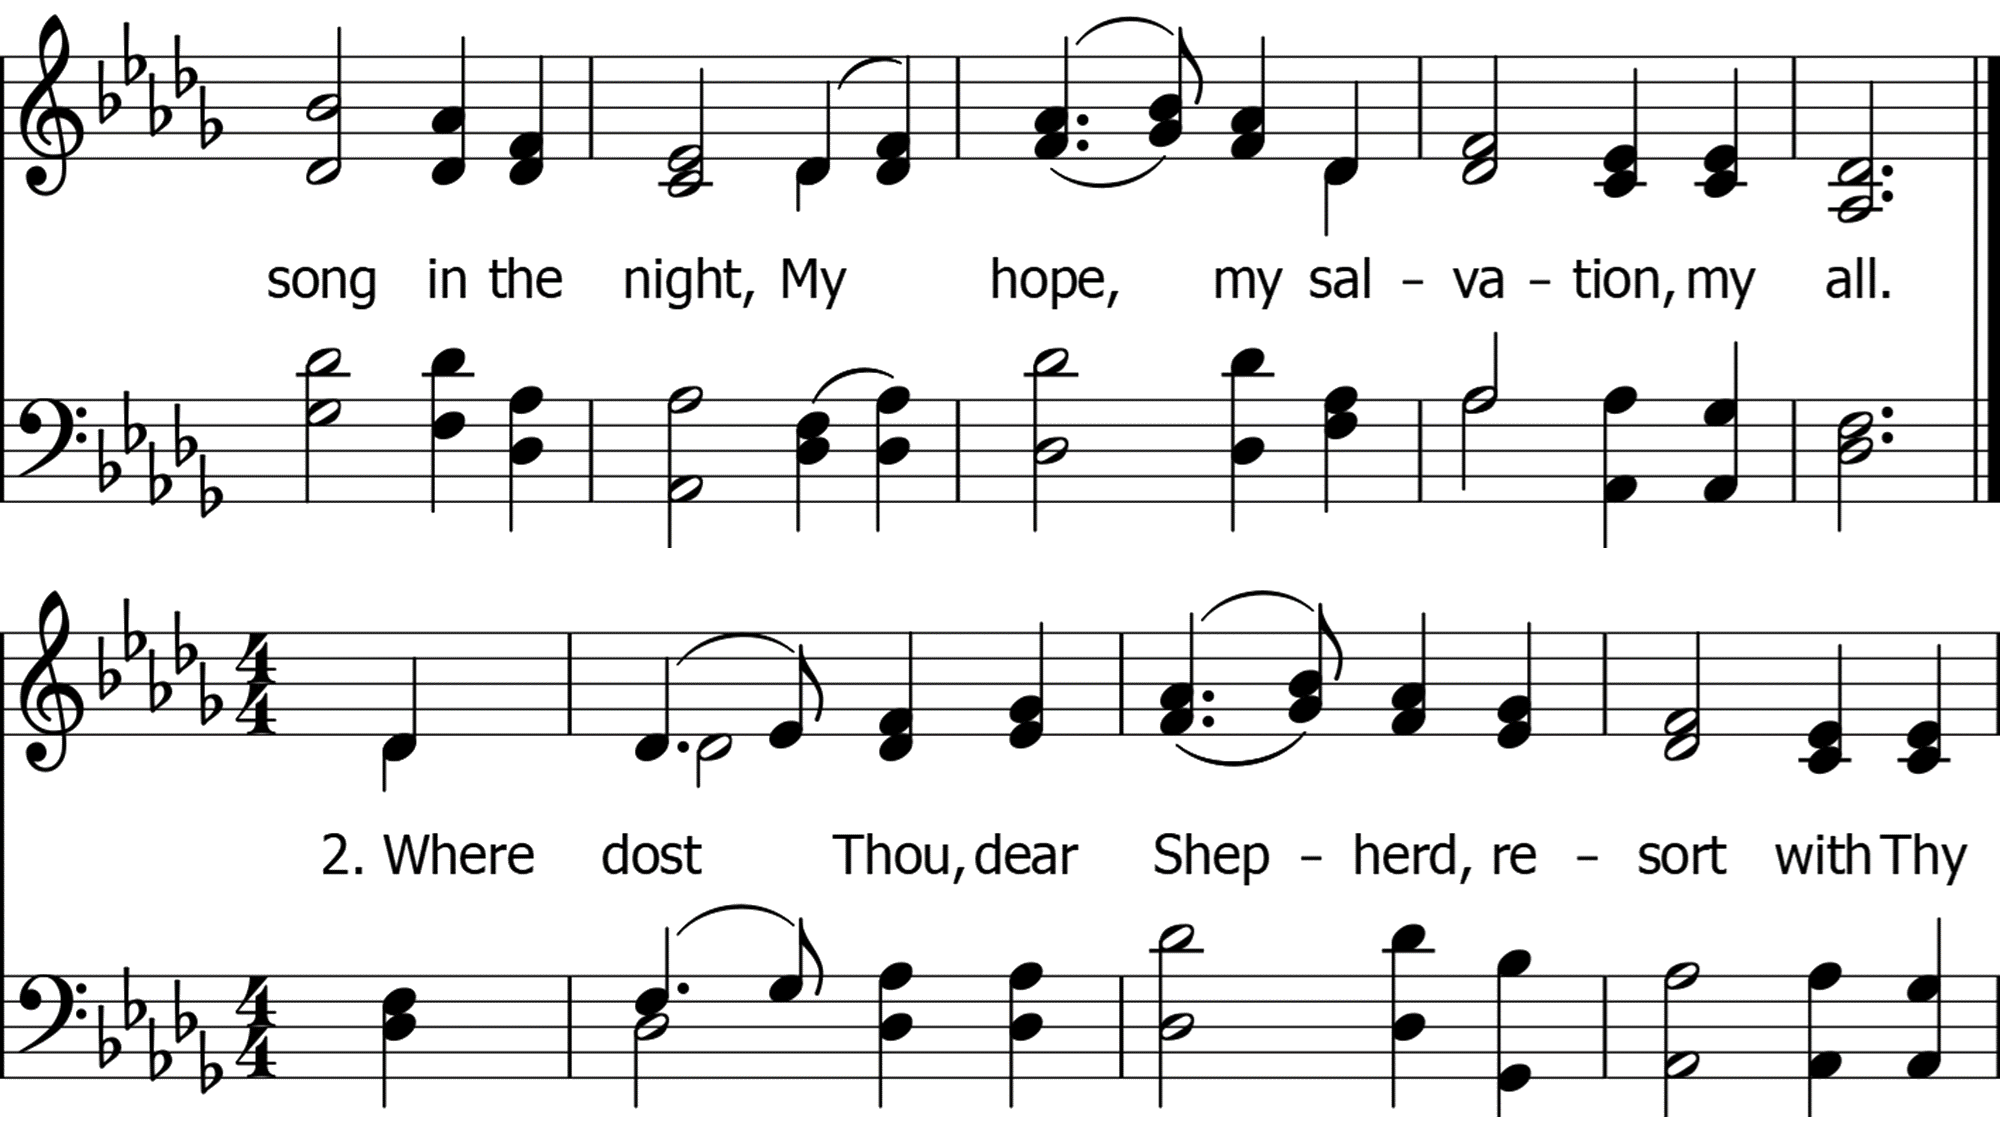 song in the night, My hope, my sal – va – tion, my all.
2. Where dost Thou, dear Shep – herd, re – sort with Thy